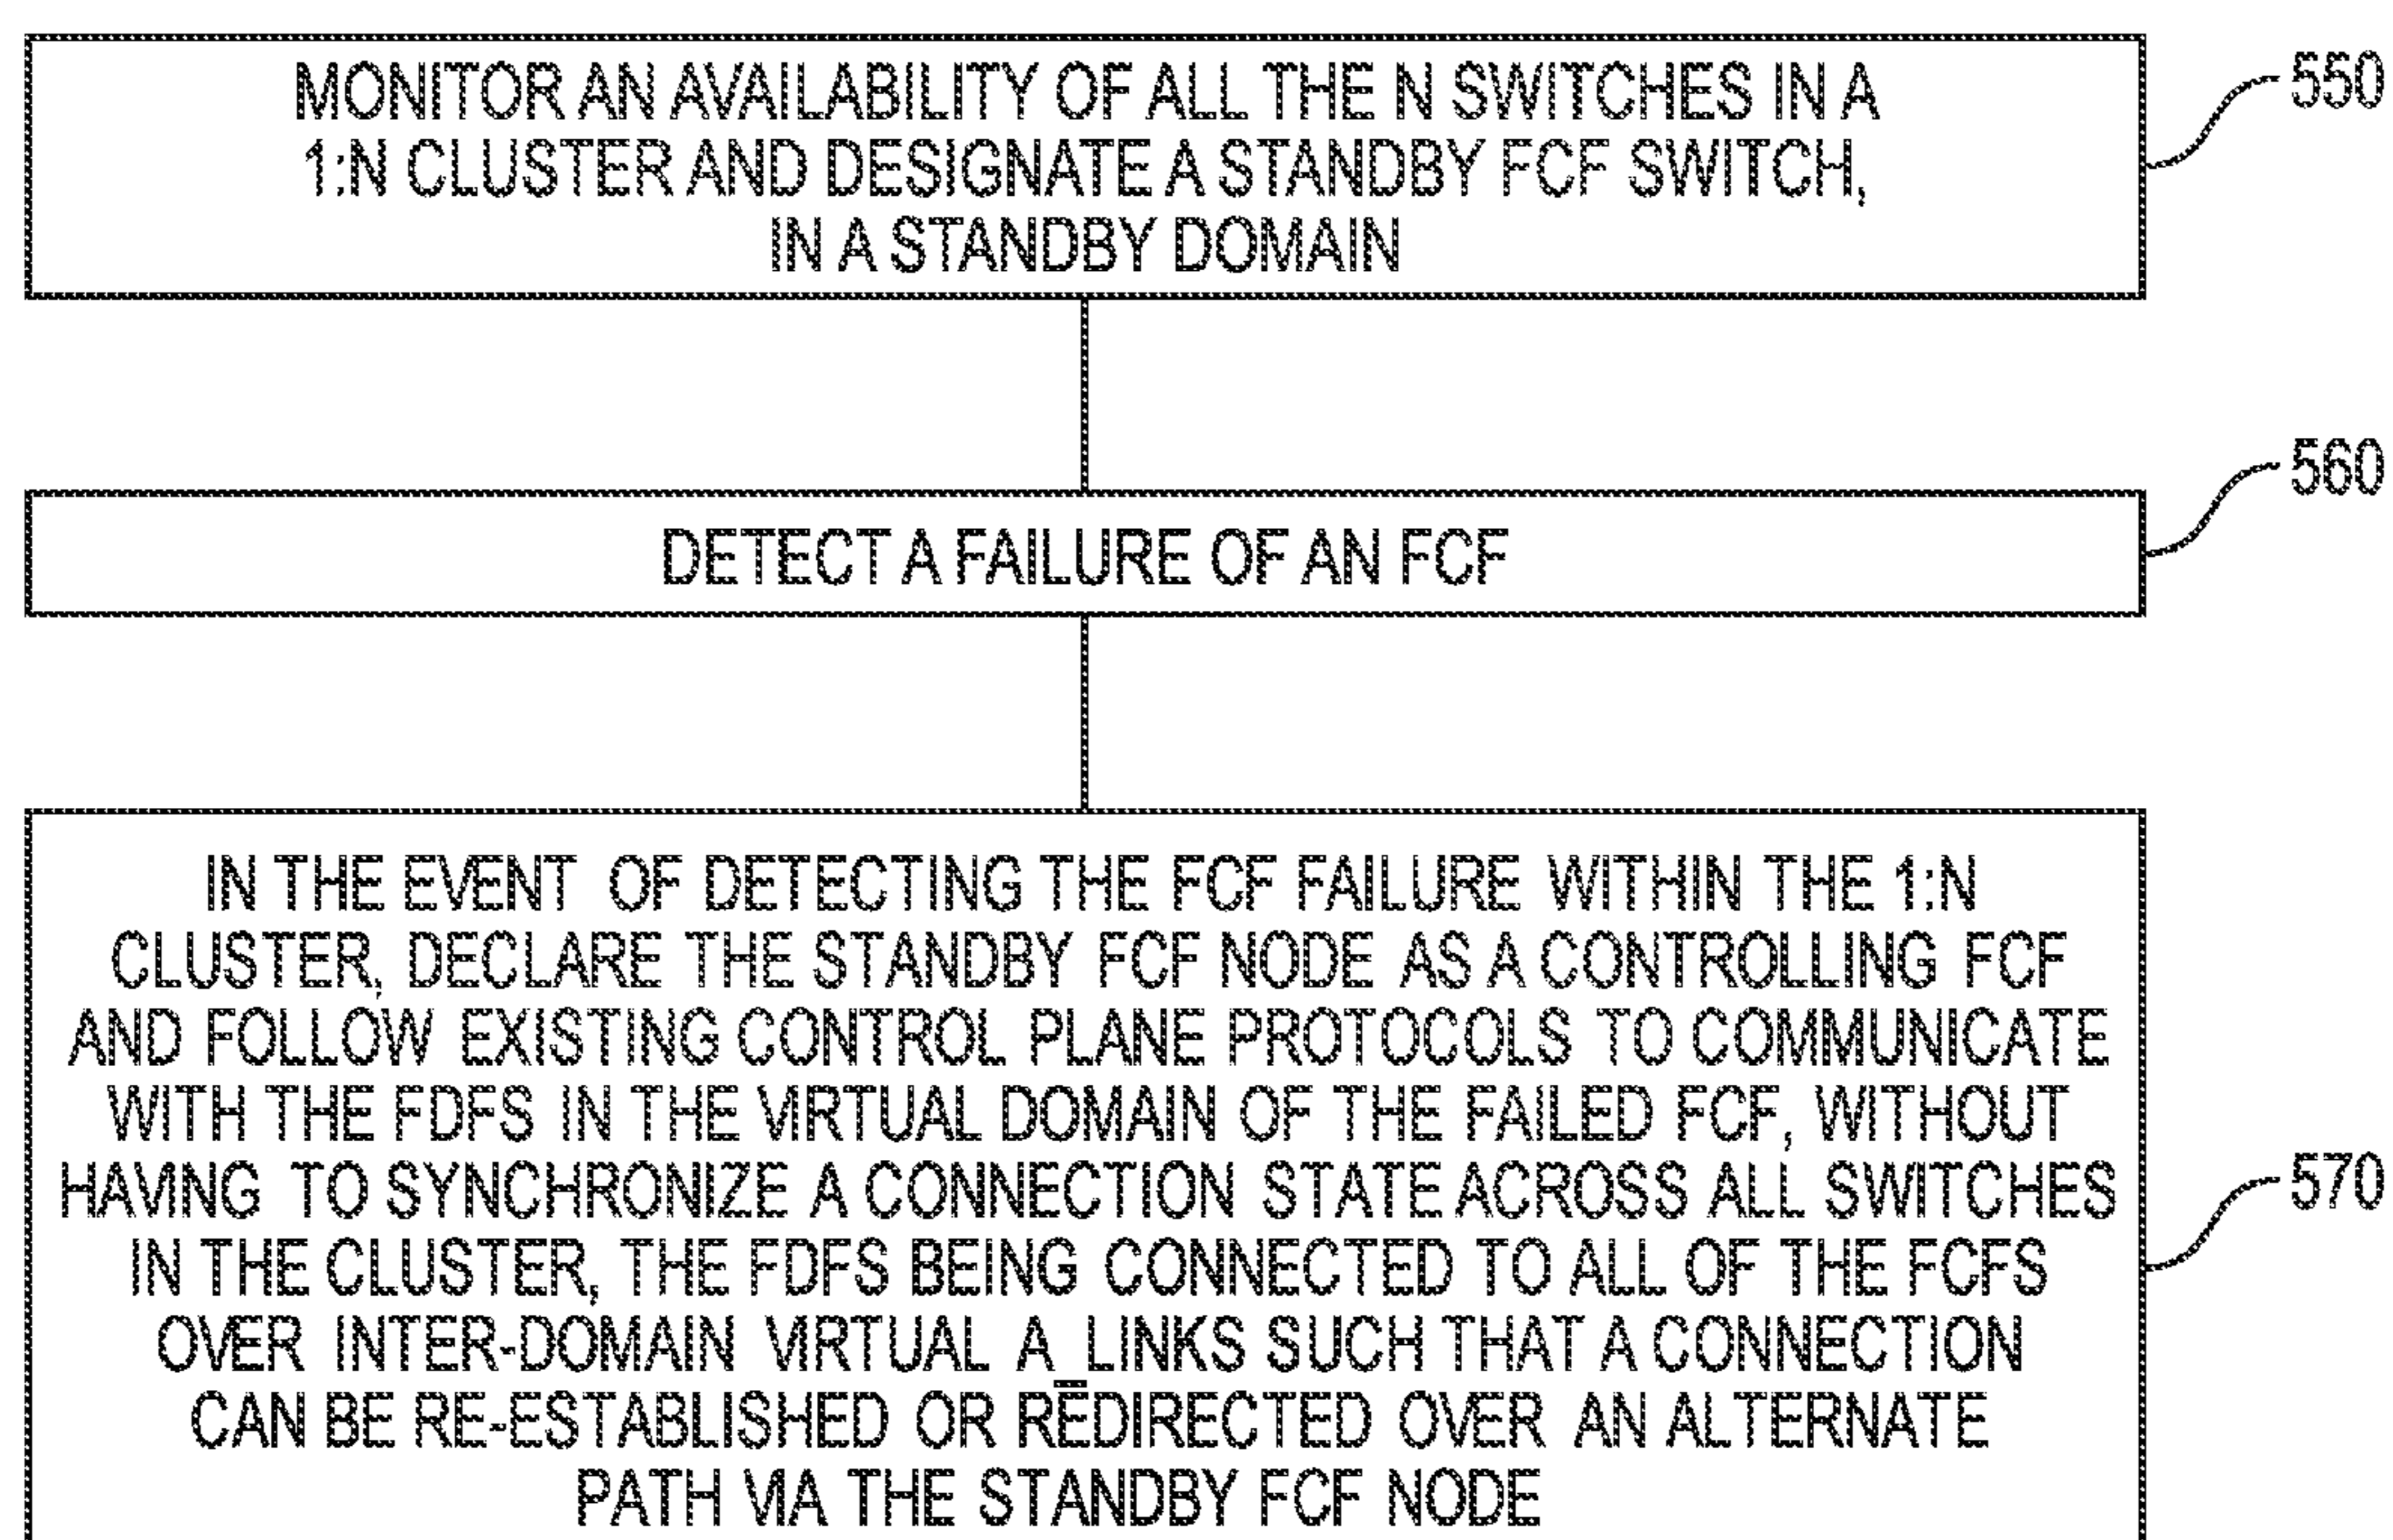 MONITOR AN AVAILABILITY OF ALL THE N SWITCHES IN A
1:N CLUSTER AND DESIGNATE A STANDBY FCF SWITCH,
IN A STANDBY DOMAIN
550
DETECT A FAILURE OF AN FCF
560
IN THE EVENT OF DETECTING THE FCF FAILURE WITHIN THE 1:N
CLUSTER, DECLARE THE STANDBY FCF NODE AS A CONTROLLING FCF
AND FOLLOW EXISTING CONTROL PLANE PROTOCOLS TO COMMUNICATE
WITH THE FDFS IN THE VIRTUAL DOMAIN OF THE FAILED FCF, WITHOUT
HAVING TO SYNCHRONIZE A CONNECTION STATE ACROSS ALL SWITCHES
IN THE CLUSTER, THE FDFS BEING CONNECTED TO ALL OF THE FCFS
OVER INTER-DOMAIN VIRTUAL A_LINKS SUCH THAT A CONNECTION
CAN BE RE-ESTABLISHED OR REDIRECTED OVER AN ALTERNATE
PATH VIA THE STANDBY FCF NODE
570